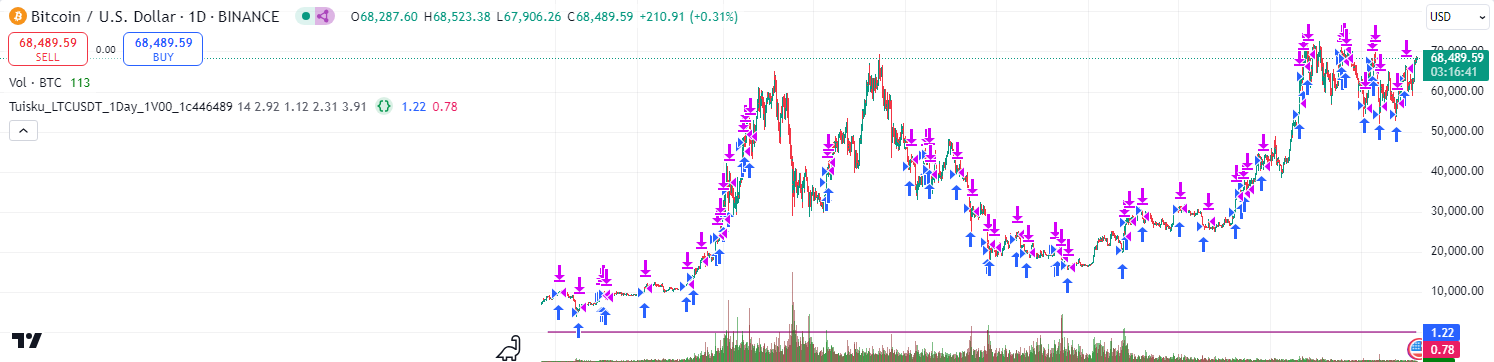 Bitcoin / U.S. Dollar · 1D · BINANCE O68,287.60 H68,523.38 L67,906.26 C68,489.59 +210.91 (+0.31%)
USD
68,489.59 0.00 68,489.59
SELL BUY
Vol · BTC 113
Tuisku_LTCUSDT_1Day_1V00_1c446489 14 2.92 1.12 2.31 3.91 {} 1.22 0.78
68,489.59
03:16:41
60,000.00
50,000.00
40,000.00
30,000.00
20,000.00
10,000.00
1.22
0.78